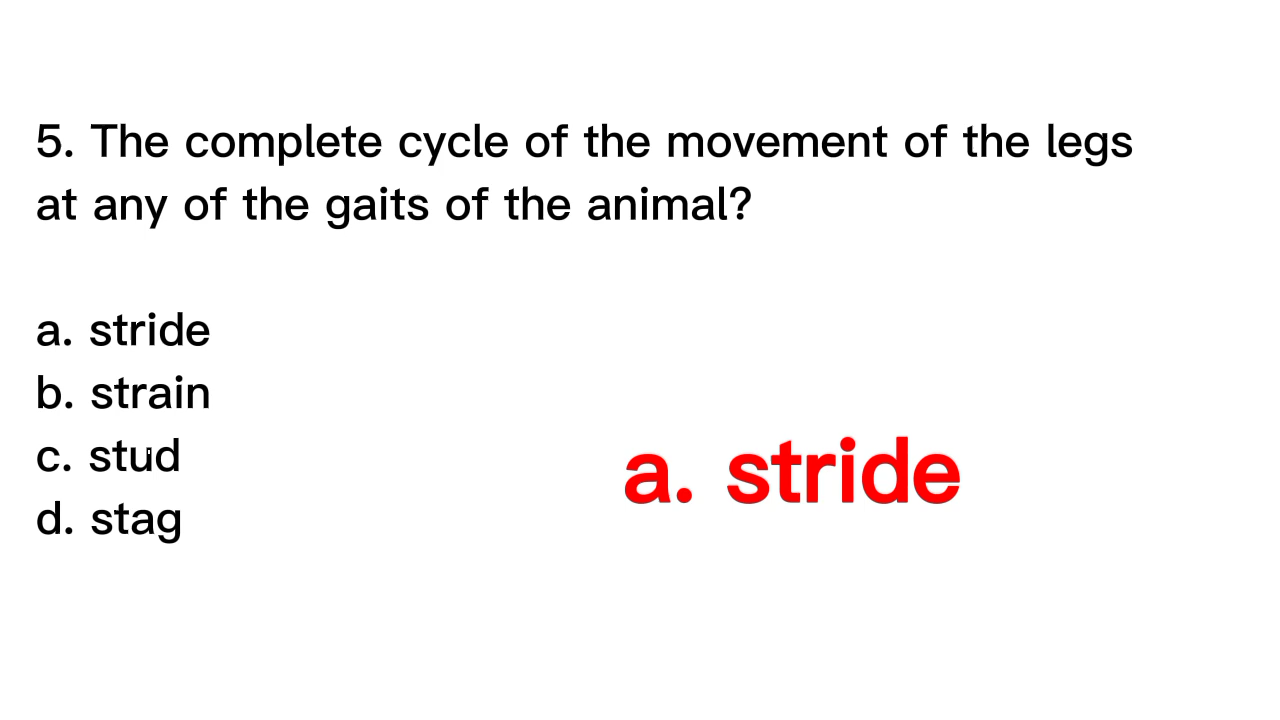 5. The complete cycle of the movement of the legs
at any of the gaits of the animal?
a. stride
b. strain
c. stud
d. stag
a. stride